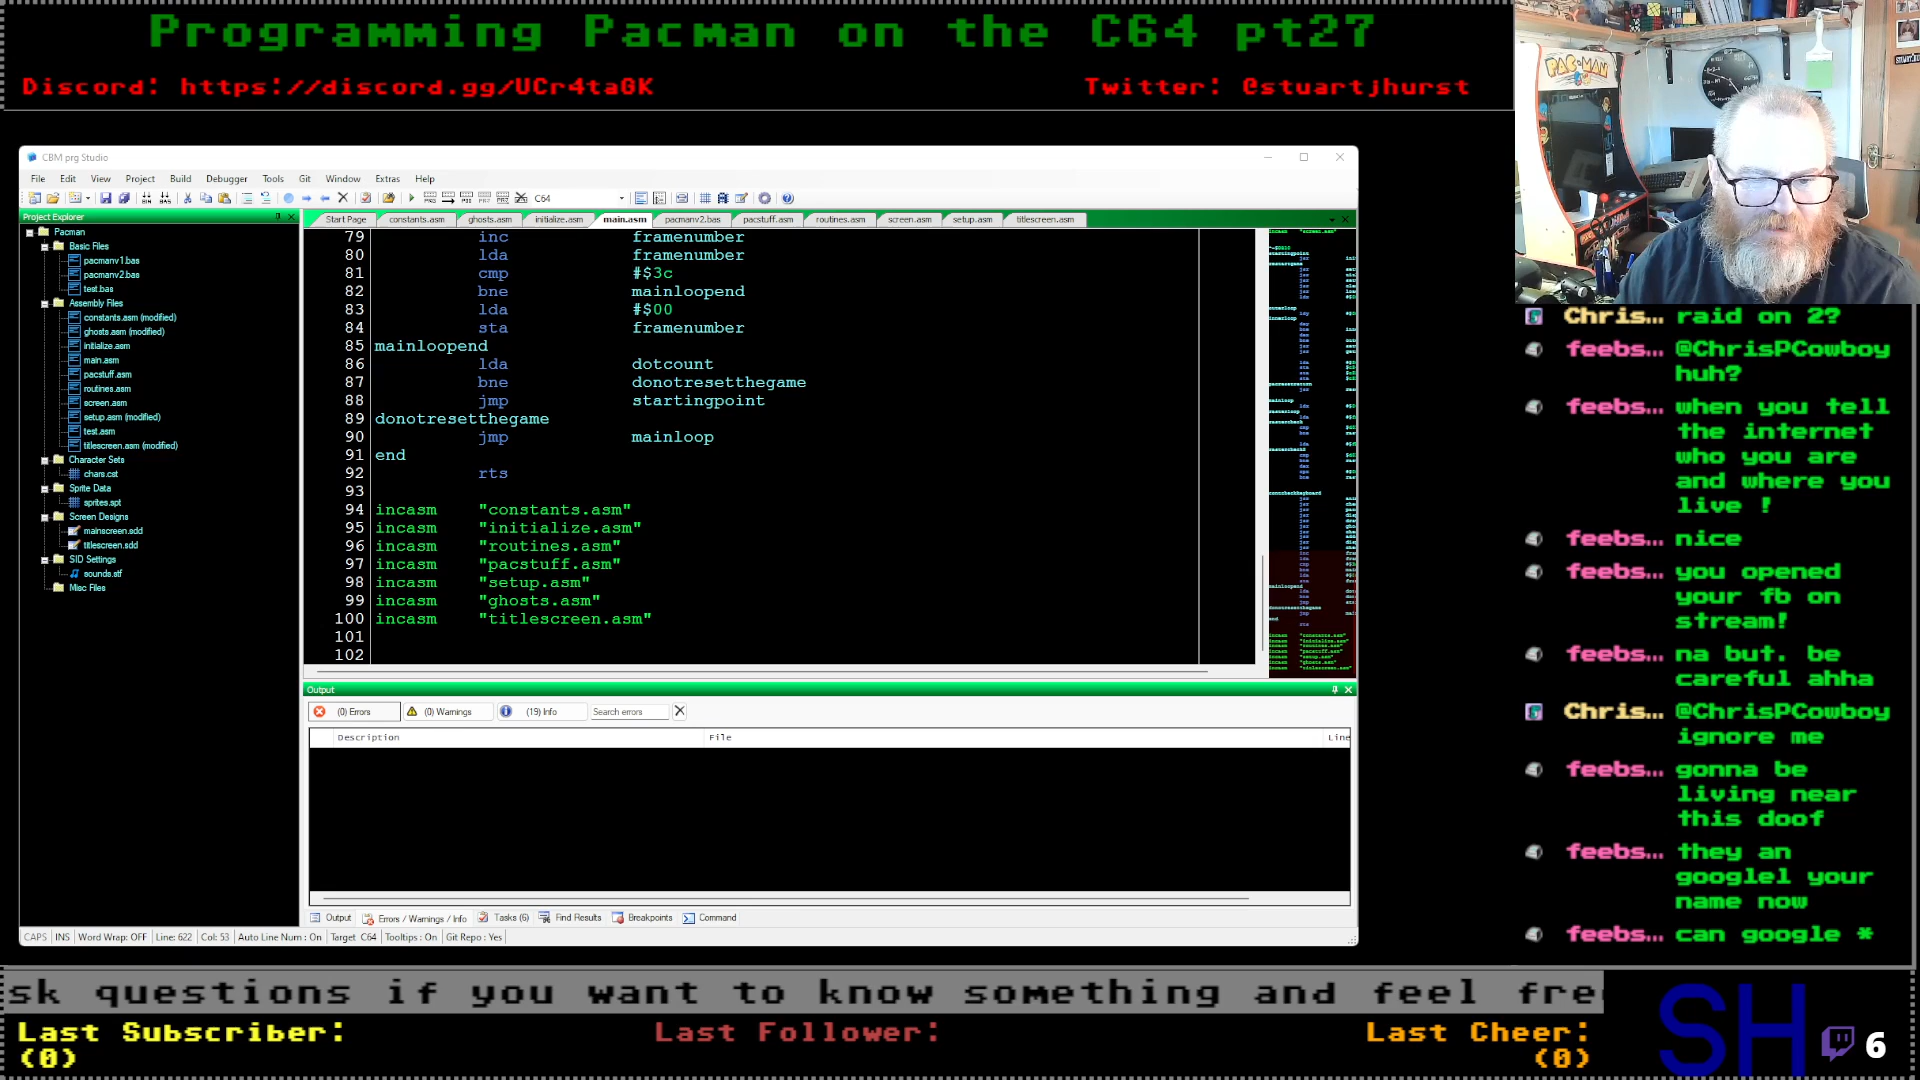 Programming Pacman on the C64 pt27
Discord: https://discord.gg/UCr4taGK
Twitter: @stuartjhurst
PAC-MAN
CBM prg Studio
File Edit View Project Build Debugger Tools Git Window Extras Help
C64
Project Explorer
Start Page constants.asm ghosts.asm initialize.asm main.asm pacmanv2.bas pacstuff.asm routines.asm screen.asm setup.asm titlescreen.asm
Pacman
Basic Files
pacmanv1.bas
pacmanv2.bas
test.bas
Assembly Files
constants.asm (modified)
ghosts.asm (modified)
initialize.asm
main.asm
pacstuff.asm
routines.asm
screen.asm
setup.asm (modified)
test.asm
titlescreen.asm (modified)
Character Sets
chars.cst
Sprite Data
sprites.spt
Screen Designs
mainscreen.sdd
titlescreen.sdd
SID Settings
sounds.stf
Misc Files
79 inc framenumber
80 lda framenumber
81 cmp #$3c
82 bne mainloopend
83 lda #$00
84 sta framenumber
85 mainloopend
86 lda dotcount
87 bne donotresetthegame
88 jmp startingpoint
89 donotresetthegame
90 jmp mainloop
91 end
92 rts
93
94 incasm "constants.asm"
95 incasm "initialize.asm"
96 incasm "routines.asm"
97 incasm "pacstuff.asm"
98 incasm "setup.asm"
99 incasm "ghosts.asm"
100 incasm "titlescreen.asm"
101
102
Output
(0) Errors (0) Warnings (19) Info Search errors
Description File Line
Output Errors / Warnings / Info Tasks (6) Find Results Breakpoints Command
CAPS INS Word Wrap: OFF Line: 622 Col: 53 Auto Line Num : On Target C64 Tooltips : On Git Repo : Yes
Chris... raid on 2?
feebs... @ChrisPCowboy
huh?
feebs... when you tell
the internet
who you are
and where you
live !
feebs... nice
feebs... you opened
your fb on
stream!
feebs... na but. be
careful ahha
Chris... @ChrisPCowboy
ignore me
feebs... gonna be
living near
this doof
feebs... they an
googlel your
name now
feebs... can google *
sk questions if you want to know something and feel fre
Last Subscriber:
(0)
Last Follower:
Last Cheer:
(0)
SH
6